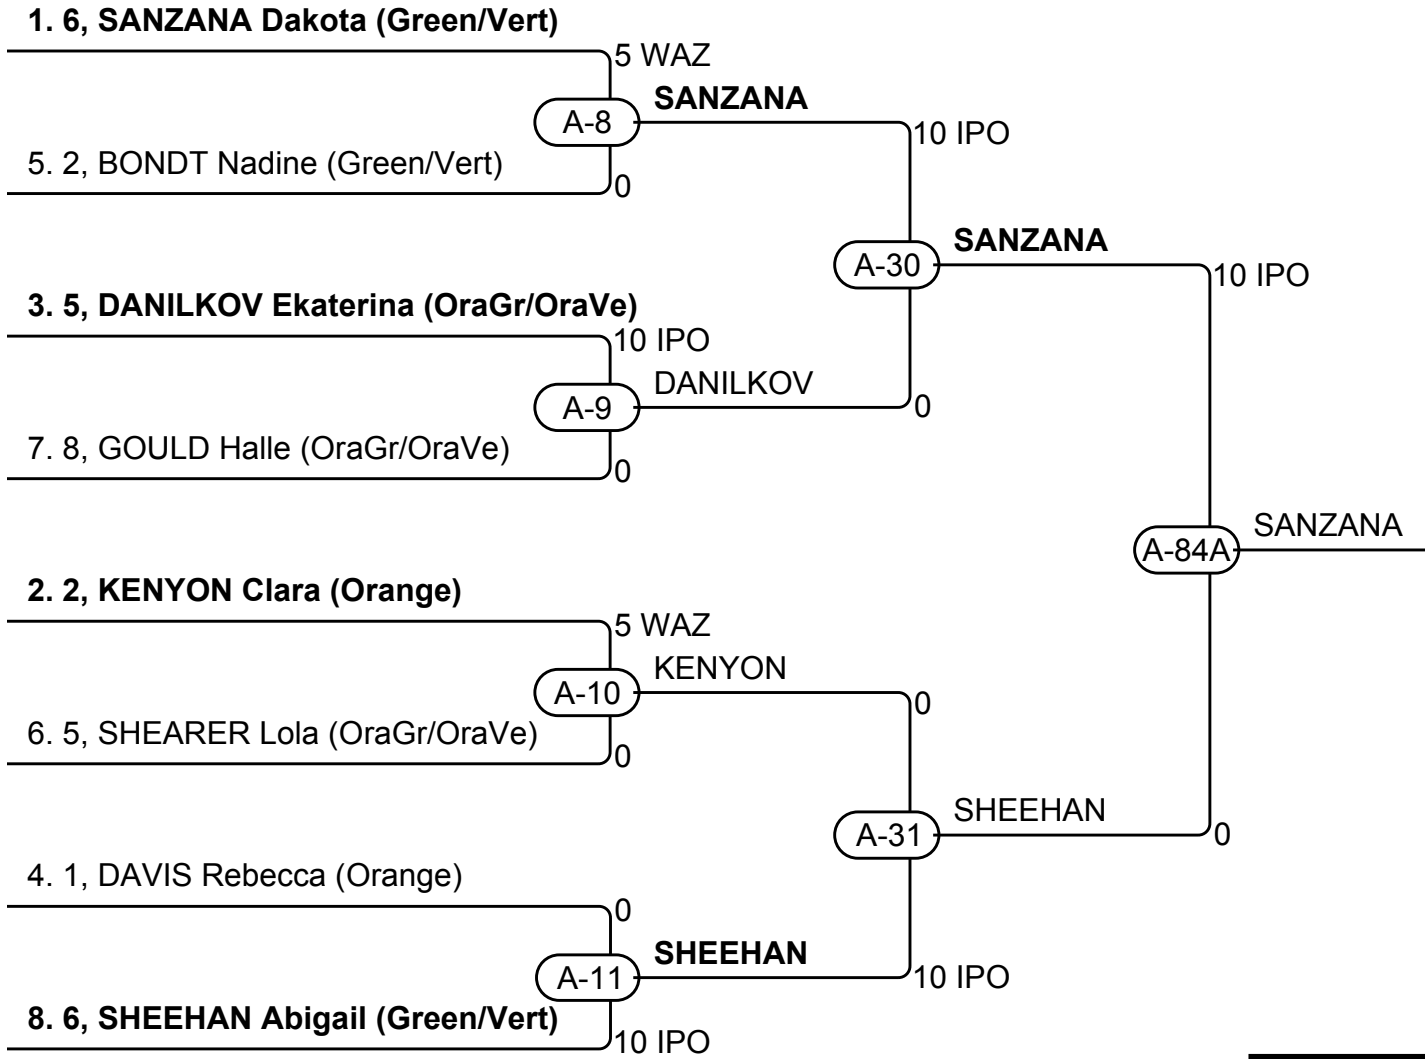 1. 6, SANZANA Dakota (Green/Vert)
5 WAZ
SANZANA
A-8
10 IPO
5. 2, BONDT Nadine (Green/Vert)
0
SANZANA
A-30
10 IPO
3. 5, DANILKOV Ekaterina (OraGr/OraVe)
10 IPO
DANILKOV
A-9
0
7. 8, GOULD Halle (OraGr/OraVe)
0
SANZANA
A-84A
2. 2, KENYON Clara (Orange)
5 WAZ
KENYON
A-10
0
6. 5, SHEARER Lola (OraGr/OraVe)
0
SHEEHAN
A-31
0
4. 1, DAVIS Rebecca (Orange)
0
SHEEHAN
A-11
10 IPO
8. 6, SHEEHAN Abigail (Green/Vert)
10 IPO